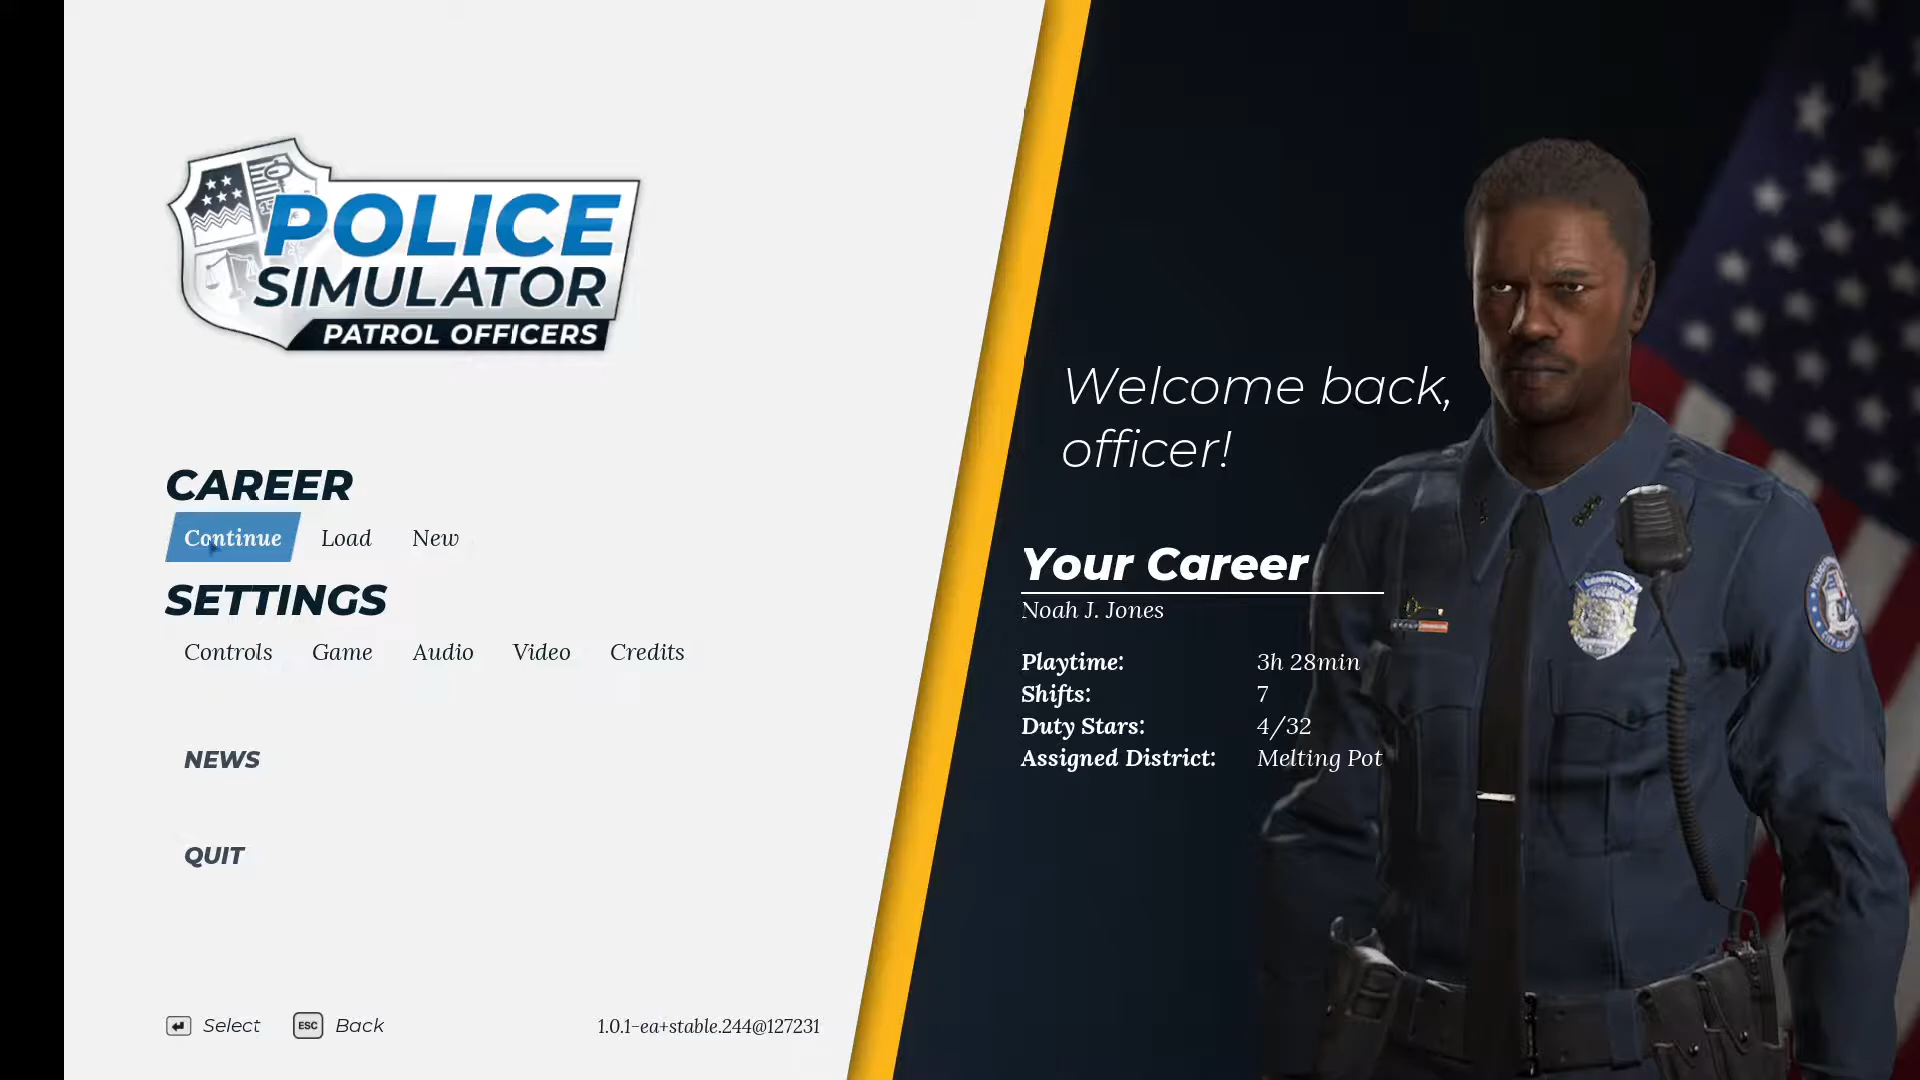 POLICE
SIMULATOR
PATROL OFFICERS
CAREER
Continue Load New
SETTINGS
Controls Game Audio Video Credits
NEWS
QUIT
Select ESC Back 1.0.1-ea+stable.244@127231
Welcome back,
officer!
Your Career
Noah J. Jones
Playtime: 3h 28min
Shifts: 7
Duty Stars: 4/32
Assigned District: Melting Pot